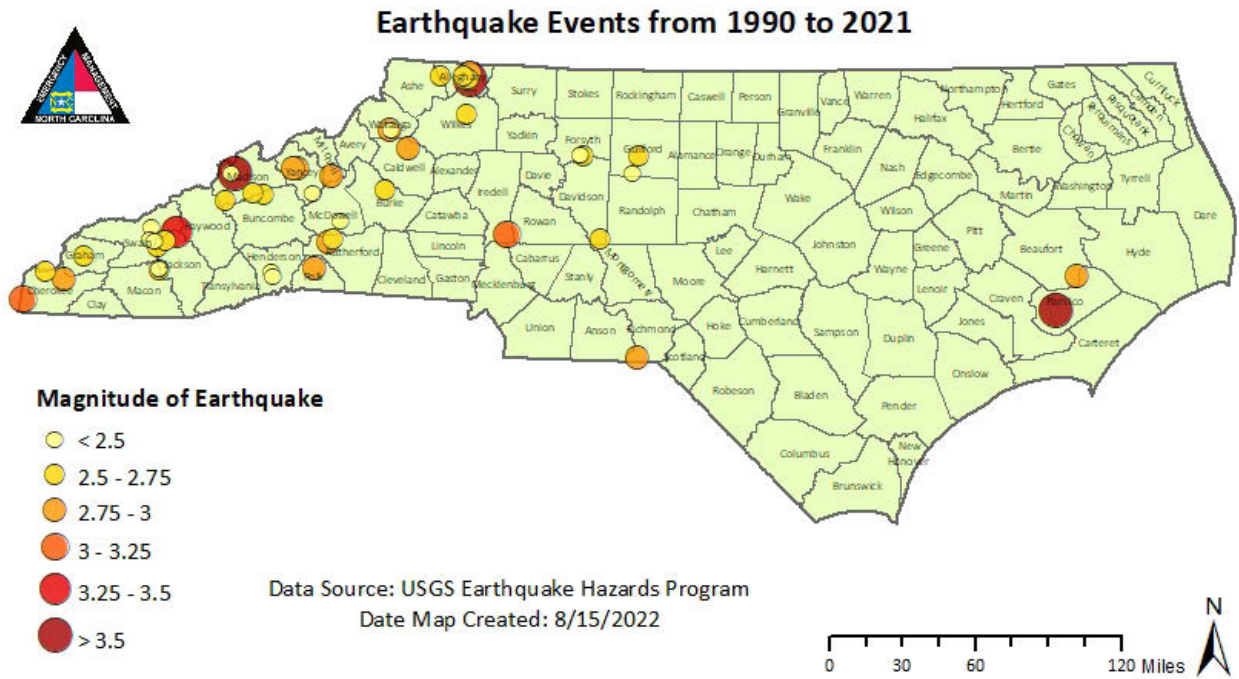 Earthquake Events from 1990 to 2021
EMERGENCY
MANAGEMENT
NC
NORTH CAROLINA
Ashe
Surry
Stokes
Rockingham
Caswell
Person
Granville
Vance
Warren
Northampton
Gates
Hertford
Currituck
Camden
Pasquotank
Perquimans
Chowan
Halifax
Bertie
Wilkes
Yadkin
Forsyth
Guilford
Alamance
Orange
Durham
Franklin
Nash
Edgecombe
Martin
Washington
Tyrrell
Dare
Avery
Caldwell
Alexander
Iredell
Davie
Davidson
Randolph
Chatham
Wake
Wilson
Pitt
Beaufort
Hyde
Madison
Yancey
Burke
McDowell
Catawba
Rowan
Buncombe
Haywood
Swain
Graham
Jackson
Henderson
Rutherford
Lincoln
Cabarrus
Stanly
Montgomery
Moore
Lee
Harnett
Johnston
Wayne
Greene
Lenoir
Craven
Pamlico
Cherokee
Clay
Macon
Transylvania
Cleveland
Gaston
Mecklenburg
Union
Anson
Richmond
Scotland
Hoke
Cumberland
Sampson
Duplin
Jones
Carteret
Onslow
Robeson
Bladen
Pender
Columbus
New
Hanover
Brunswick
Magnitude of Earthquake
< 2.5
2.5 - 2.75
2.75 - 3
3 - 3.25
3.25 - 3.5
> 3.5
Data Source: USGS Earthquake Hazards Program
Date Map Created: 8/15/2022
N
0 30 60 120 Miles